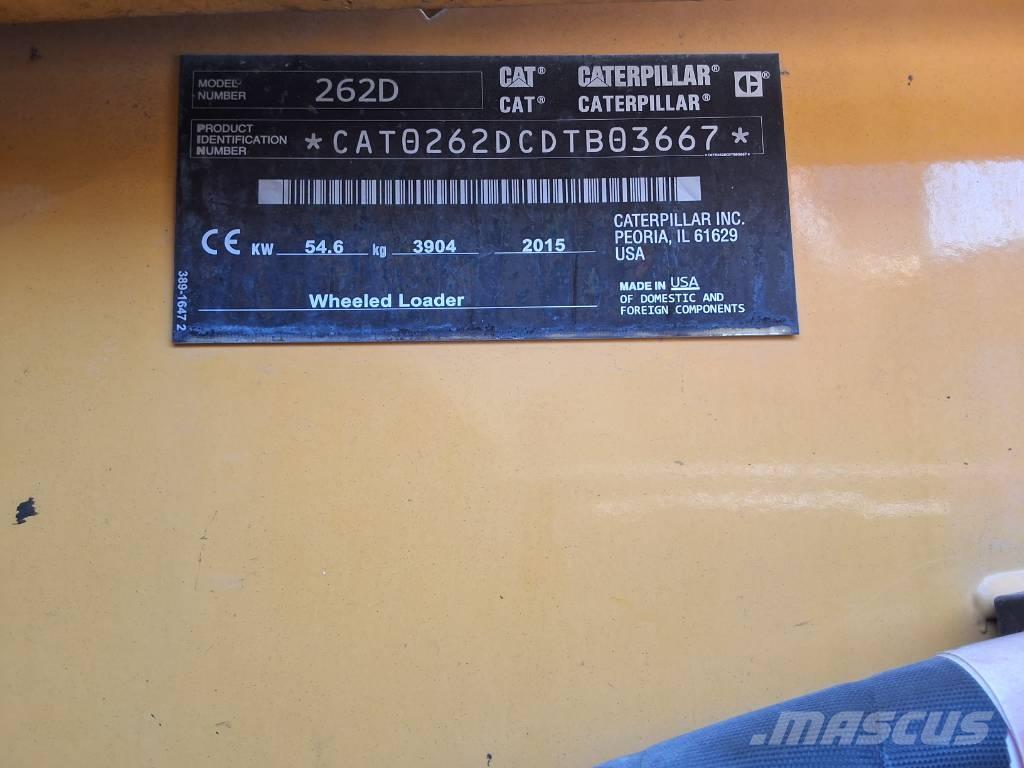 MODEL NUMBER 262D
CAT® CATERPILLAR®
CAT® CATERPILLAR®
PRODUCT IDENTIFICATION NUMBER *CAT0262DCDTB03667*
*CAT0262DCDTB03667*
CE KW 54.6 kg 3904 2015
Wheeled Loader
CATERPILLAR INC.
PEORIA, IL 61629
USA
MADE IN USA
OF DOMESTIC AND
FOREIGN COMPONENTS
389-1647 2
.MASCUS